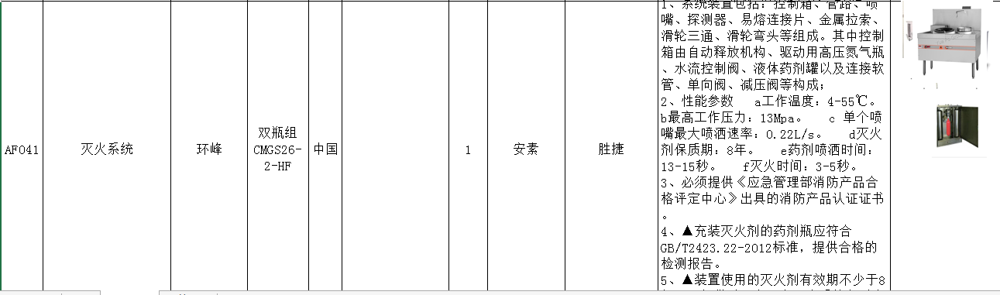 AF041
灭火系统
环峰
双瓶组
CMGS26-
2-HF
中国
1
安素
胜捷
1、系统装置包括：控制箱、管路、喷
嘴、探测器、易熔连接片、金属拉索、
滑轮三通、滑轮弯头等组成。其中控制
箱由自动释放机构、驱动用高压氮气瓶
、水流控制阀、液体药剂罐以及连接软
管、单向阀、减压阀等构成；
2、性能参数 a工作温度：4-55℃。
b最高工作压力：13Mpa。 c 单个喷
嘴最大喷洒速率：0.22L/s。 d灭火
剂保质期：8年。 e药剂喷洒时间：
13-15秒。 f灭火时间：3-5秒。
3、必须提供《应急管理部消防产品合
格评定中心》出具的消防产品认证证书
。
4、▲充装灭火剂的药剂瓶应符合
GB/T2423.22-2012标准，提供合格的
检测报告。
5、▲装置使用的灭火剂有效期不少于8